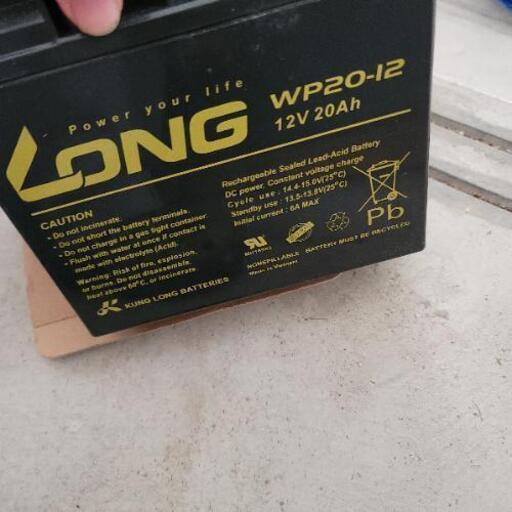 Power your life
LONG
WP20-12
12V 20Ah
Rechargeable Sealed Lead-Acid Battery
DC power. Constant voltage charge
Cycle use : 14.4-15.0V(25°C)
Standby use : 13.5-13.8V(25°C)
Initial current : 6A MAX
Pb
NONSPILLABLE
BATTERY MUST BE RECYCLED
Made in Vietnam
CAUTION
• Do not incinerate.
• Do not short the battery terminals.
• Do not charge in a gas tight container.
• Flush with water at once if contact is
made with electrolyte (Acid).
Warning: Risk of fire, explosion,
or burns. Do not disassemble,
heat above 60°C, or incinerate
KUNG LONG BATTERIES